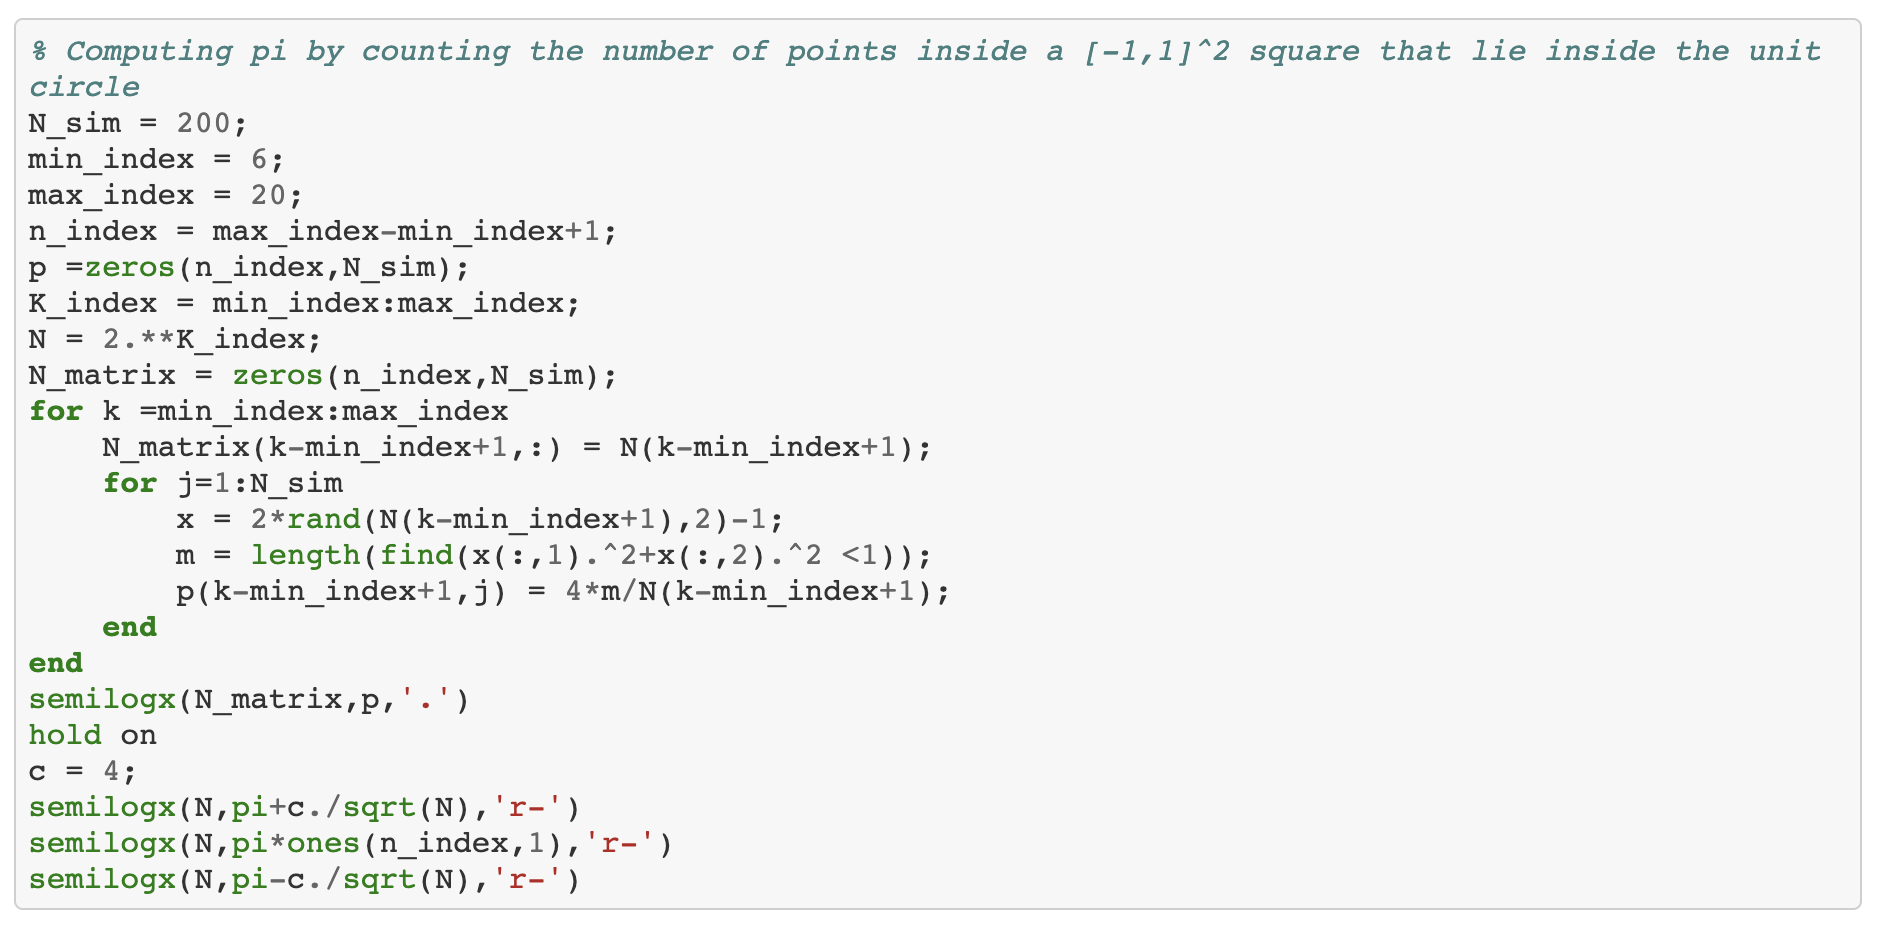 % Computing pi by counting the number of points inside a [-1,1]^2 square that lie inside the unit
circle
N_sim = 200;
min_index = 6;
max_index = 20;
n_index = max_index-min_index+1;
p =zeros(n_index,N_sim);
K_index = min_index:max_index;
N = 2.**K_index;
N_matrix = zeros(n_index,N_sim);
for k =min_index:max_index
    N_matrix(k-min_index+1,:) = N(k-min_index+1);
    for j=1:N_sim
        x = 2*rand(N(k-min_index+1),2)-1;
        m = length(find(x(:,1).^2+x(:,2).^2 <1));
        p(k-min_index+1,j) = 4*m/N(k-min_index+1);
    end
end
semilogx(N_matrix,p,'.')
hold on
c = 4;
semilogx(N,pi+c./sqrt(N),'r-')
semilogx(N,pi*ones(n_index,1),'r-')
semilogx(N,pi-c./sqrt(N),'r-')